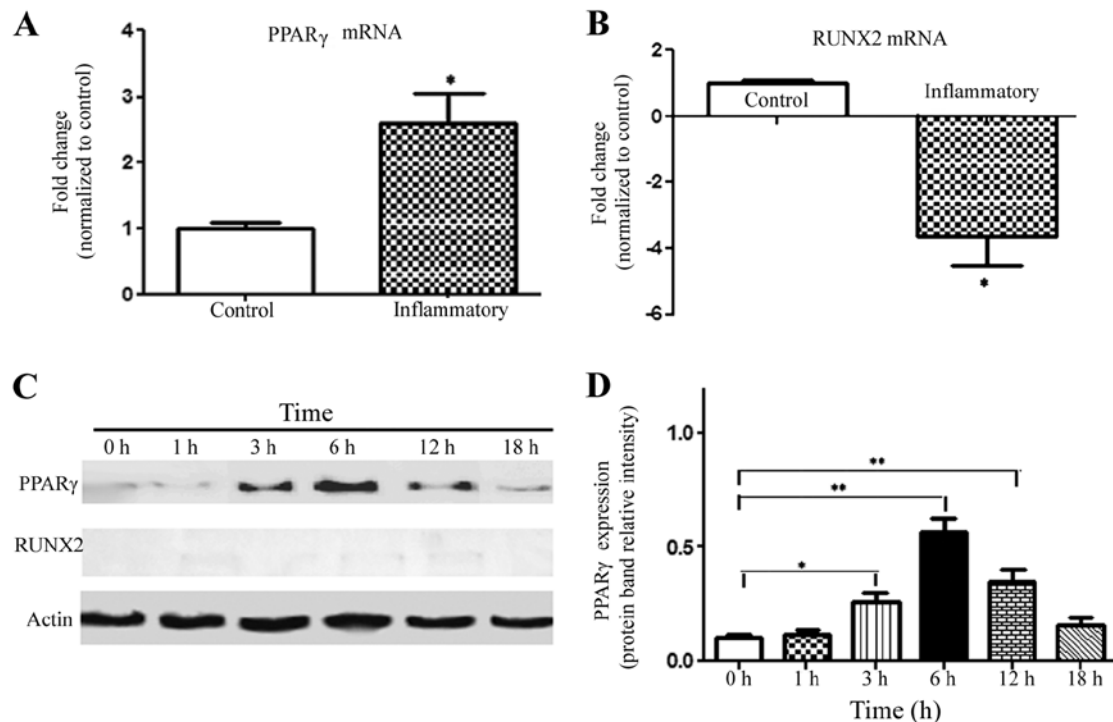 A
PPARγ mRNA
Fold change
(normalized to control)
4
3
2
1
0
*
Control
Inflammatory
B
RUNX2 mRNA
Fold change
(normalized to control)
2
0
-2
-4
-6
Control
Inflammatory
*
C
Time
0 h 1 h 3 h 6 h 12 h 18 h
PPARγ
RUNX2
Actin
D
PPARγ expression
(protein band relative intensity)
1.0
0.5
0.0
**
**
*
0 h 1 h 3 h 6 h 12 h 18 h
Time (h)